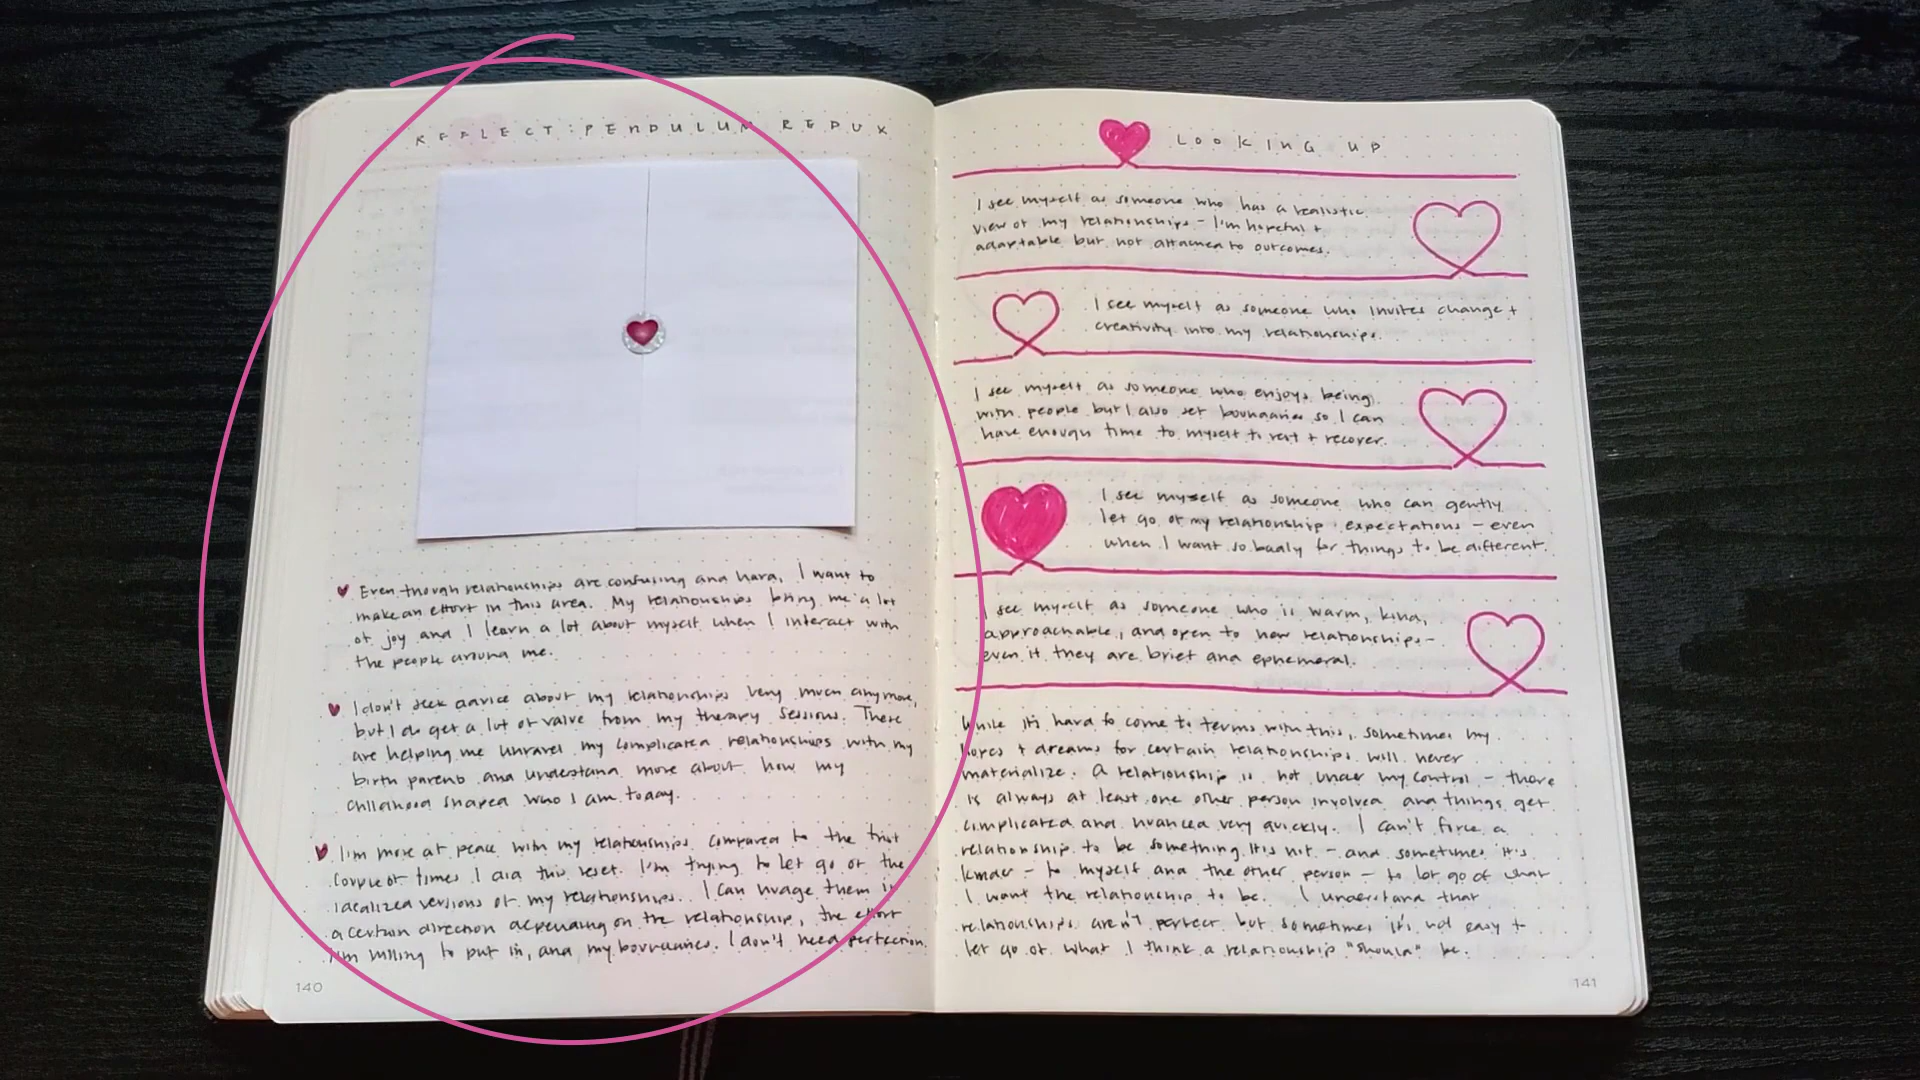 REFLECT: PENDULUM REDUX
Even though relationships are confusing and hard, I want to
make an effort in this area. My relationships bring me a lot
of joy and I learn a lot about myself when I interact with
the people around me.
I don't seek advice about my relationships very much anymore,
but I do get a lot of value from my therapy sessions. These
are helping me unravel my complicated relationships with my
birth parents and understand more about how my
childhood shaped who I am today.
I'm more at peace with my relationships compared to the first
couple of times I did this reset. I'm trying to let go of the
idealized versions of my relationships. I can nudge them in
a certain direction depending on the relationship, the effort
I'm willing to put in, and my boundaries. I don't need perfection.
140
LOOKING UP
I see myself as someone who has a realistic
view of my relationships - I'm hopeful +
adaptable but not attached to outcomes.
I see myself as someone who invites change +
creativity into my relationships.
I see myself as someone who enjoys being
with people but I also set boundaries so I can
have enough time to myself to rest + recover.
I see myself as someone who can gently
let go of my relationship expectations - even
when I want so badly for things to be different.
I see myself as someone who is warm, kind,
approachable, and open to new relationships -
even if they are brief and ephemeral.
While it's hard to come to terms with this, sometimes my
hopes + dreams for certain relationships will never
materialize. A relationship is not under my control - there
is always at least one other person involved and things get
complicated and nuanced very quickly. I can't force a
relationship to be something it's not - and sometimes it's
kinder - to myself and the other person - to let go of what
I want the relationship to be. I understand that
relationships aren't perfect but sometimes it's not easy to
let go of what I think a relationship "should" be.
141